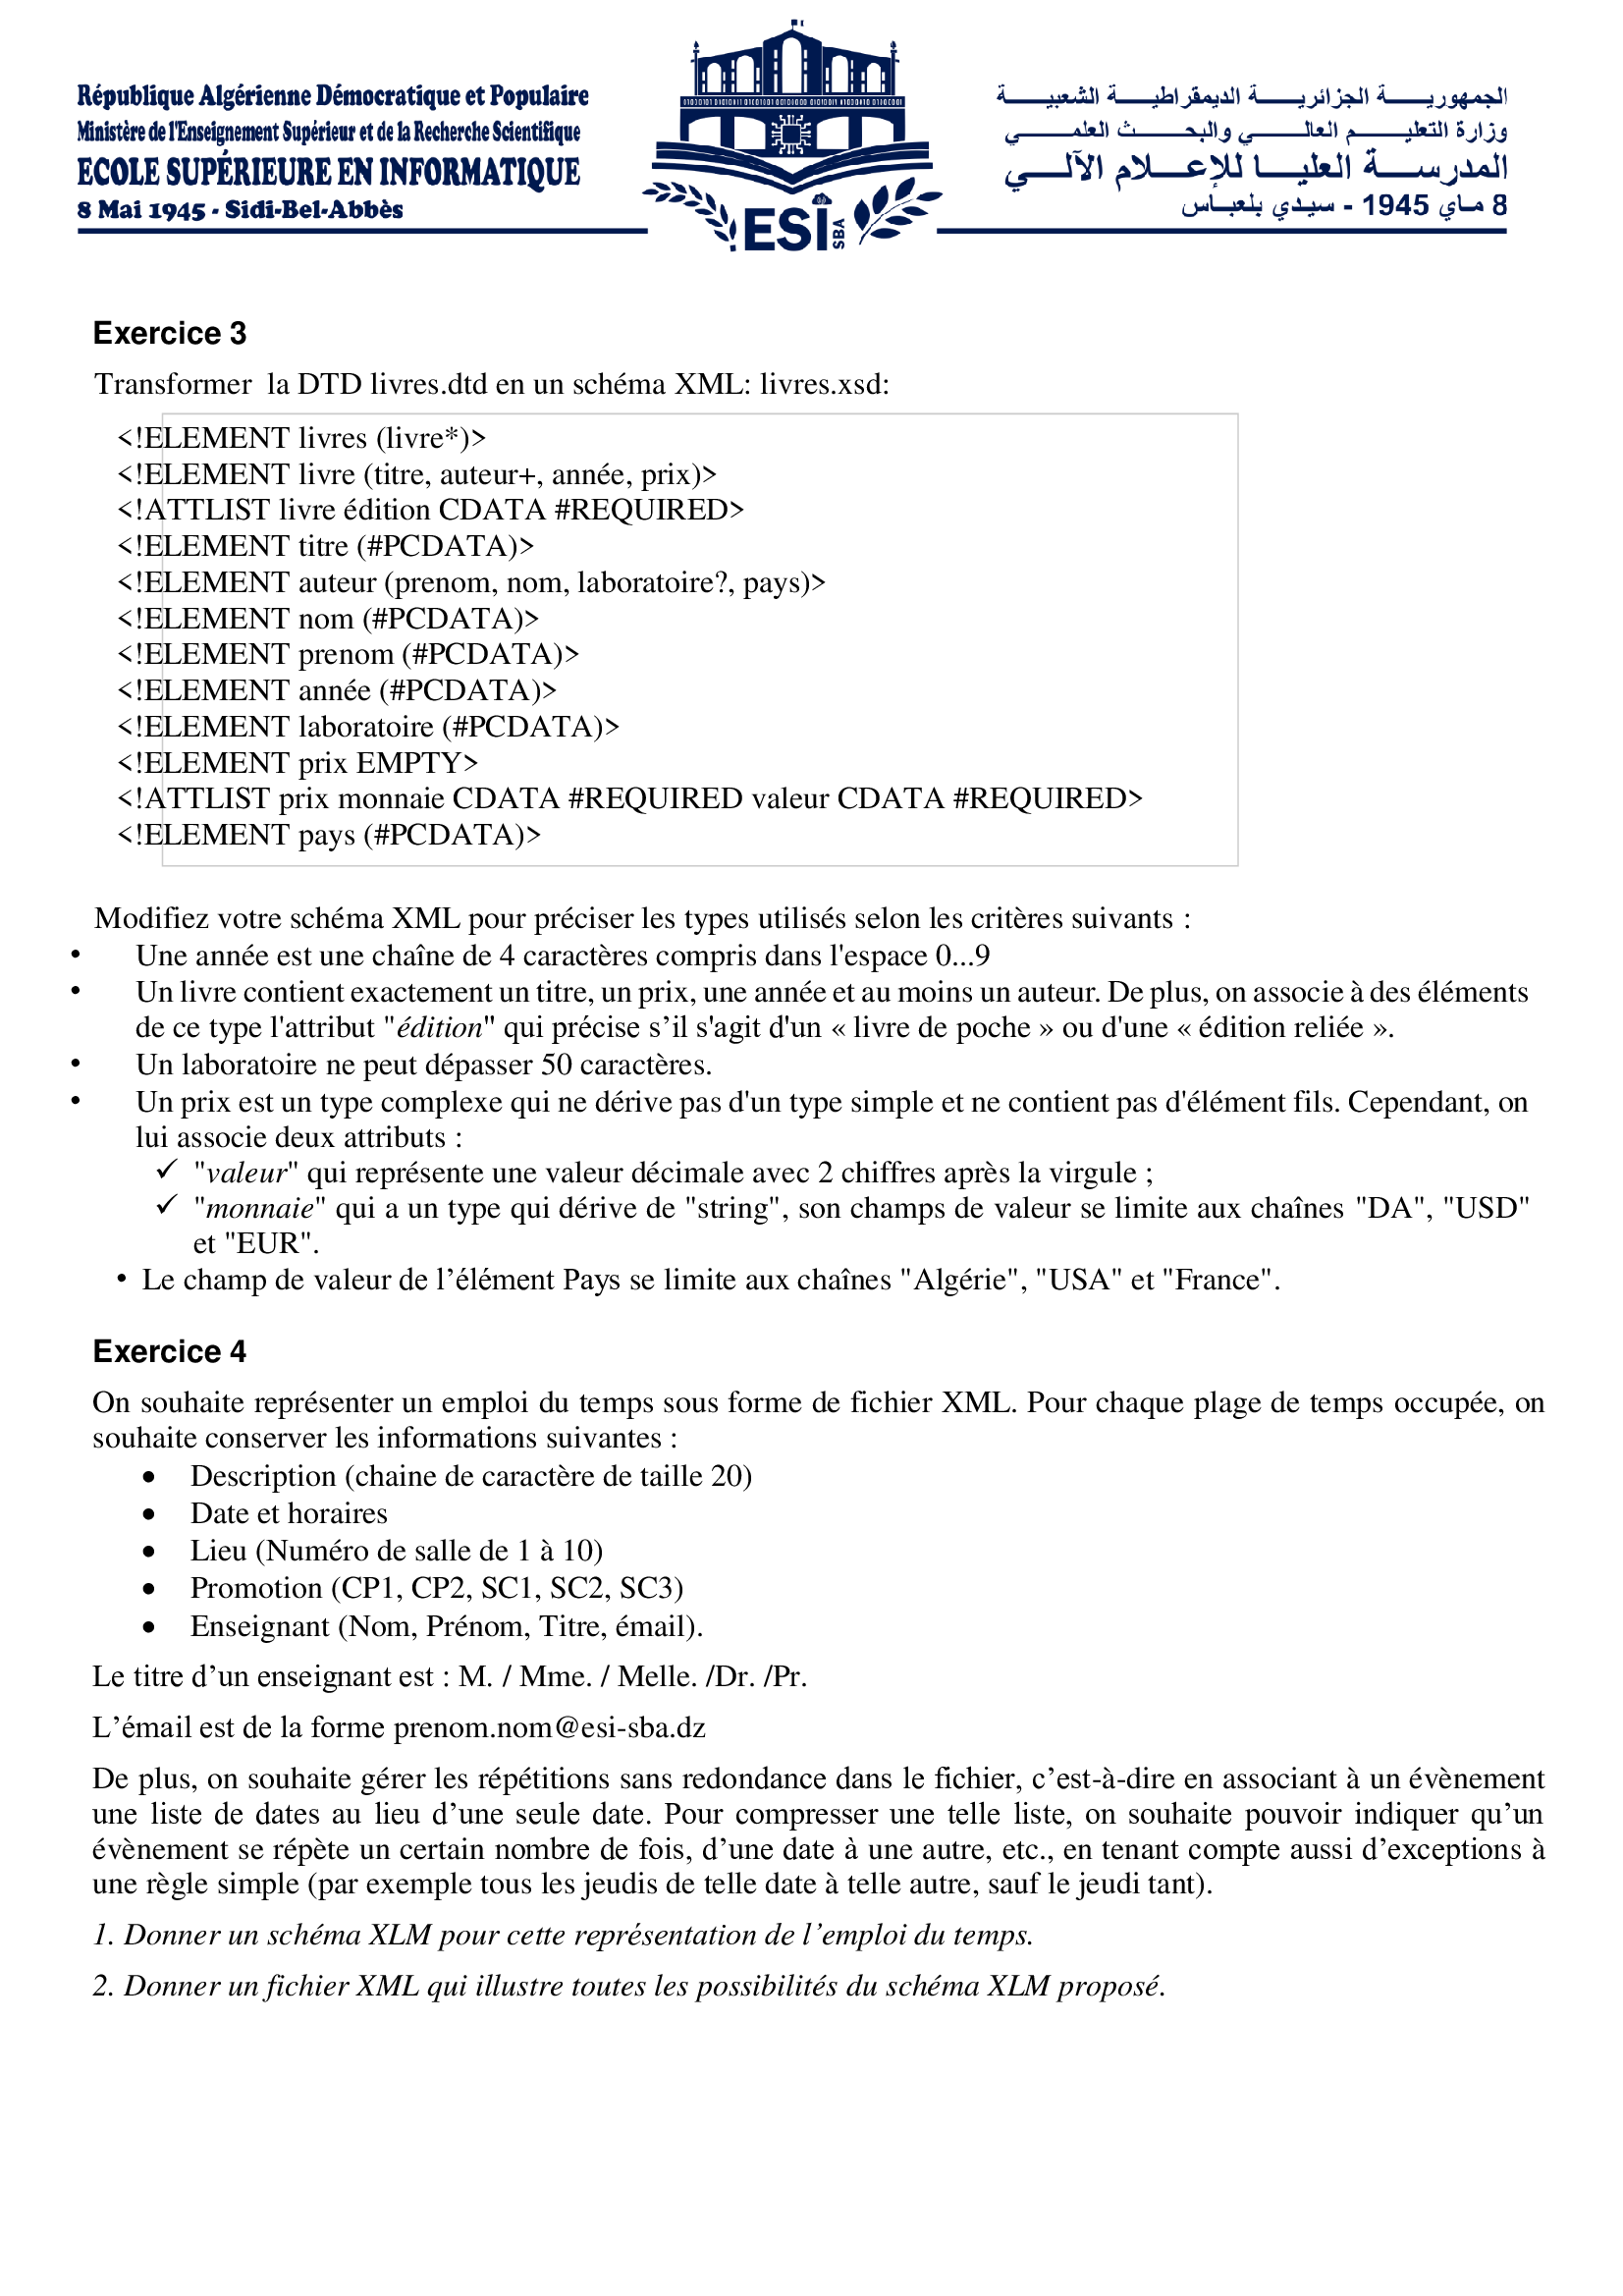 République Algérienne Démocratique et Populaire
Ministère de l'Enseignement Supérieur et de la Recherche Scientifique
ECOLE SUPÉRIEURE EN INFORMATIQUE
8 Mai 1945 - Sidi-Bel-Abbès
ESI SBA
الجمهوريــــــة الجزائريــــــة الديمقراطيــــة الشعبيــــــة
وزارة التعليـــــــم العالــــــــي والبحـــــــــث العلمـــــــــي
المدرســــة العليــــا للإعــــلام الآلــــي
8 مـاي 1945 - سيـدي بلعبـاس
Exercice 3
Transformer la DTD livres.dtd en un schéma XML: livres.xsd:
<!ELEMENT livres (livre*)>
<!ELEMENT livre (titre, auteur+, année, prix)>
<!ATTLIST livre édition CDATA #REQUIRED>
<!ELEMENT titre (#PCDATA)>
<!ELEMENT auteur (prenom, nom, laboratoire?, pays)>
<!ELEMENT nom (#PCDATA)>
<!ELEMENT prenom (#PCDATA)>
<!ELEMENT année (#PCDATA)>
<!ELEMENT laboratoire (#PCDATA)>
<!ELEMENT prix EMPTY>
<!ATTLIST prix monnaie CDATA #REQUIRED valeur CDATA #REQUIRED>
<!ELEMENT pays (#PCDATA)>
Modifiez votre schéma XML pour préciser les types utilisés selon les critères suivants :
• Une année est une chaîne de 4 caractères compris dans l'espace 0...9
• Un livre contient exactement un titre, un prix, une année et au moins un auteur. De plus, on associe à des éléments
de ce type l'attribut "édition" qui précise s’il s'agit d'un « livre de poche » ou d'une « édition reliée ».
• Un laboratoire ne peut dépasser 50 caractères.
• Un prix est un type complexe qui ne dérive pas d'un type simple et ne contient pas d'élément fils. Cependant, on
lui associe deux attributs :
✓ "valeur" qui représente une valeur décimale avec 2 chiffres après la virgule ;
✓ "monnaie" qui a un type qui dérive de "string", son champs de valeur se limite aux chaînes "DA", "USD"
et "EUR".
• Le champ de valeur de l’élément Pays se limite aux chaînes "Algérie", "USA" et "France".
Exercice 4
On souhaite représenter un emploi du temps sous forme de fichier XML. Pour chaque plage de temps occupée, on
souhaite conserver les informations suivantes :
• Description (chaine de caractère de taille 20)
• Date et horaires
• Lieu (Numéro de salle de 1 à 10)
• Promotion (CP1, CP2, SC1, SC2, SC3)
• Enseignant (Nom, Prénom, Titre, émail).
Le titre d’un enseignant est : M. / Mme. / Melle. /Dr. /Pr.
L’émail est de la forme prenom.nom@esi-sba.dz
De plus, on souhaite gérer les répétitions sans redondance dans le fichier, c’est-à-dire en associant à un évènement
une liste de dates au lieu d’une seule date. Pour compresser une telle liste, on souhaite pouvoir indiquer qu’un
évènement se répète un certain nombre de fois, d’une date à une autre, etc., en tenant compte aussi d’exceptions à
une règle simple (par exemple tous les jeudis de telle date à telle autre, sauf le jeudi tant).
1. Donner un schéma XLM pour cette représentation de l’emploi du temps.
2. Donner un fichier XML qui illustre toutes les possibilités du schéma XLM proposé.